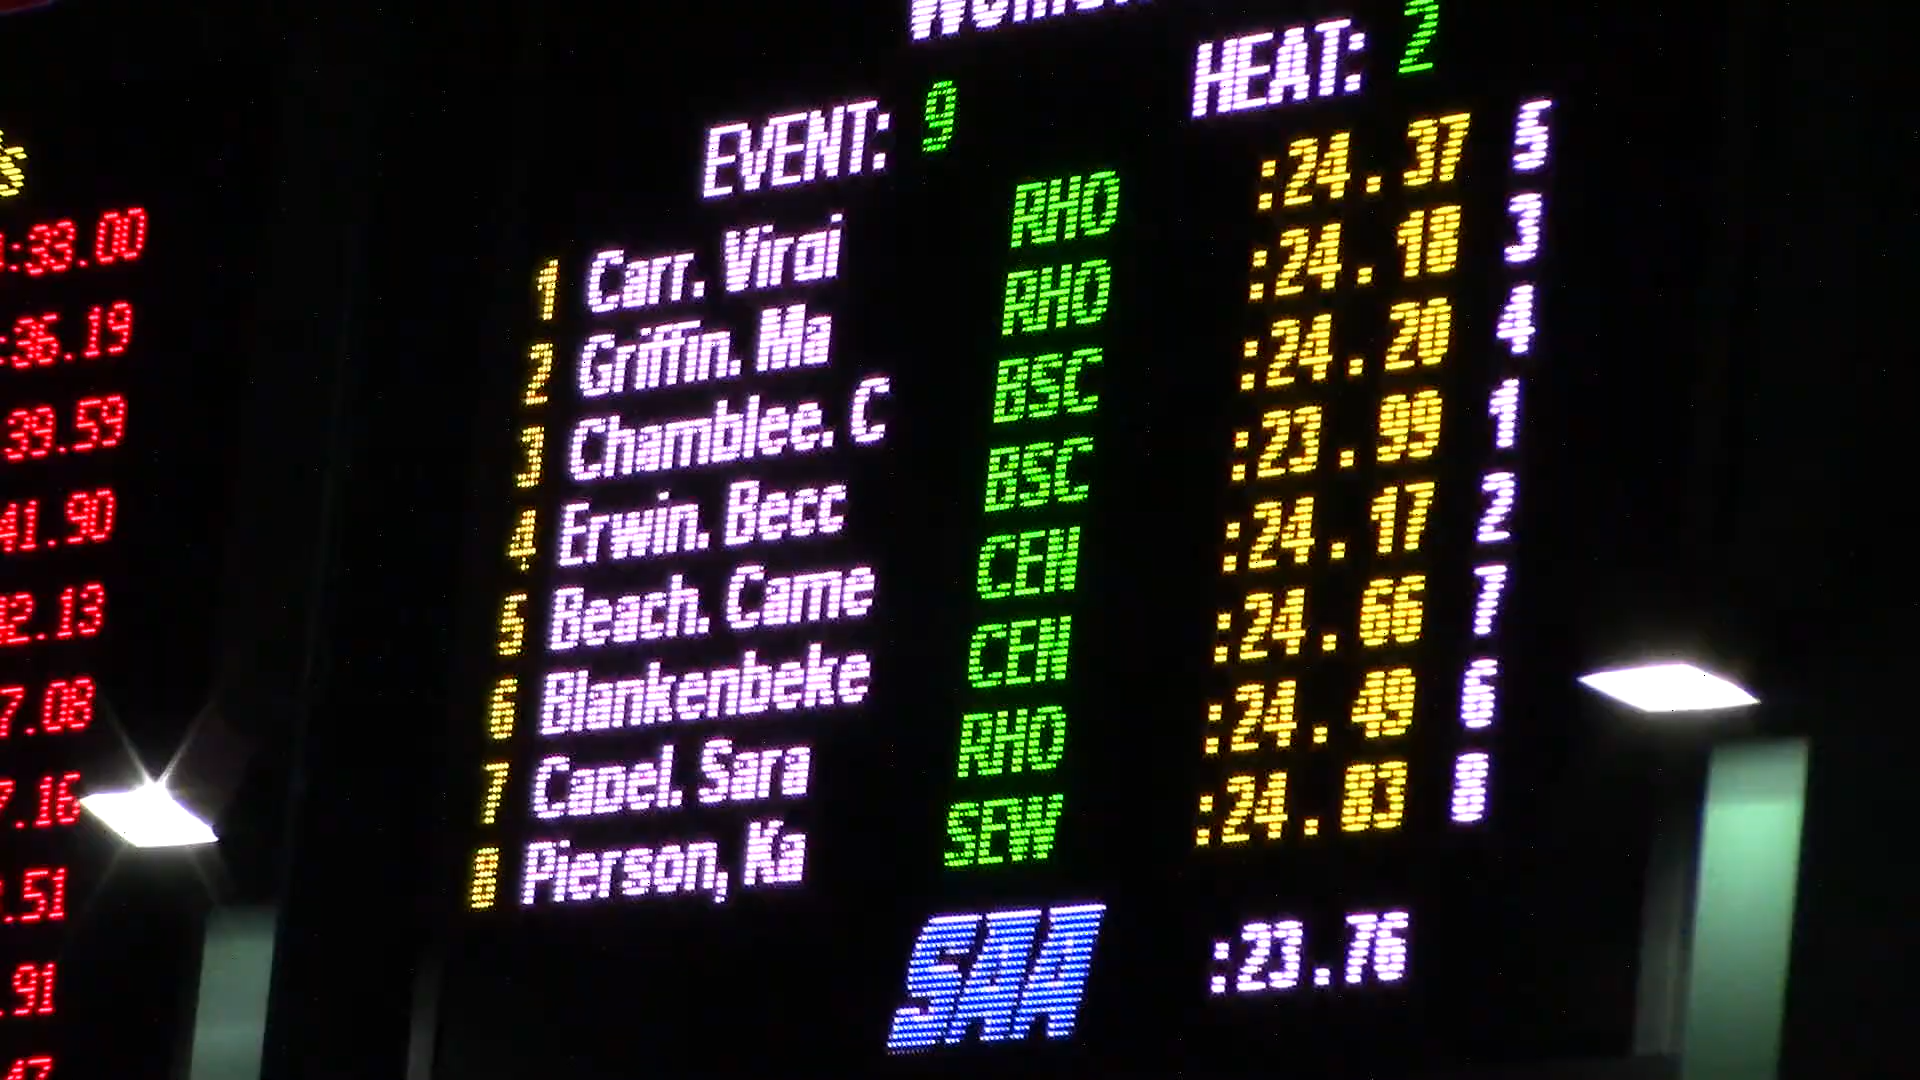 Women
EVENT: 9 HEAT: 2
1 Carr, Virgi RHO :24.37 5
2 Griffin, Ma RHO :24.18 3
3 Chamblee, C BSC :24.20 4
4 Erwin, Becc BSC :23.99 1
5 Beach, Came CEN :24.17 2
6 Blankenbeke CEN :24.66 7
7 Capel, Sara RHO :24.49 6
8 Pierson, Ka SEW :24.83 8
SAA :23.76
:33.00
:36.19
39.59
41.90
42.13
7.08
7.16
.51
.91
47